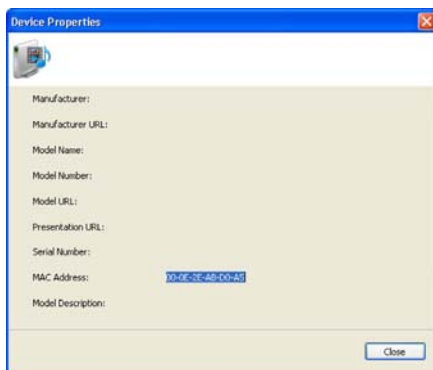 Device Properties
Manufacturer:
Manufacturer URL:
Model Name:
Model Number:
Model URL:
Presentation URL:
Serial Number:
MAC Address: 00-0E-2E-AB-D0-A5
Model Description:
Close